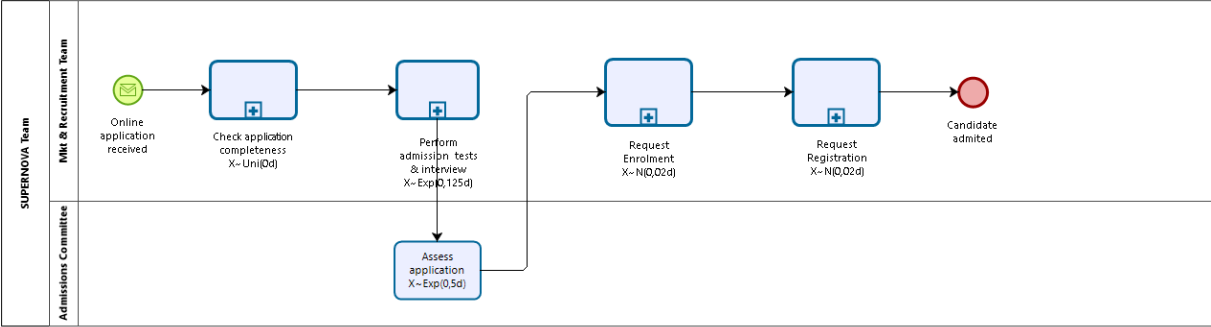 SUPERNOVA Team
Mkt & Recruitment Team
Online
application
received
Check application
completeness
X~Uni(0d)
Perform
admission tests
& interview
X~Exp(0,125d)
Request
Enrolment
X~N(0,02d)
Request
Registration
X~N(0,02d)
Candidate
admited
Admissions Committee
Assess
application
X~Exp(0,5d)